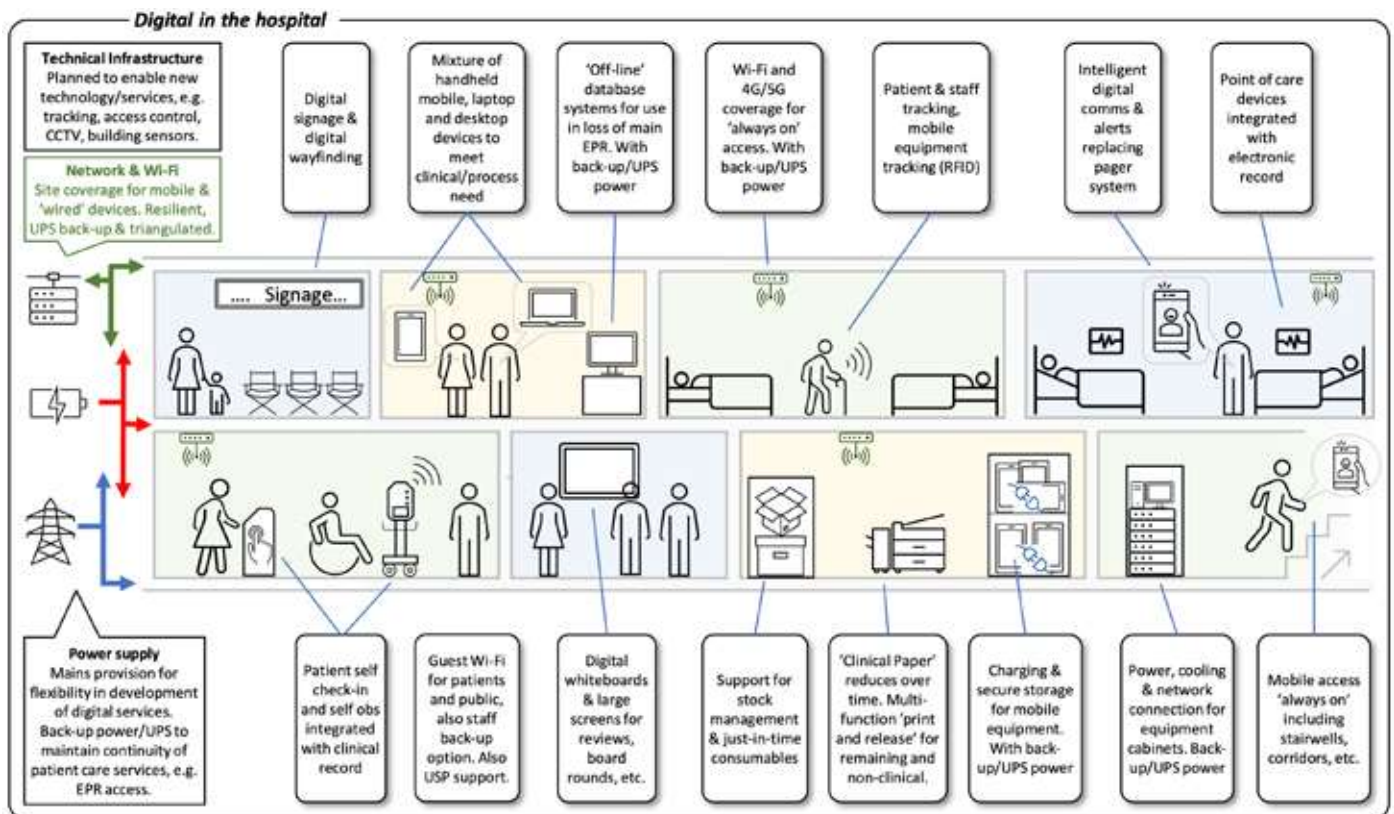 Digital in the hospital
Technical Infrastructure
Planned to enable new
technology/services, e.g.
tracking, access control,
CCTV, building sensors.
Network & Wi-Fi
Site coverage for mobile &
'wired' devices. Resilient,
UPS back-up & triangulated.
Digital
signage &
digital
wayfinding
Mixture of
handheld
mobile, laptop
and desktop
devices to
meet
clinical/process
need
'Off-line'
database
systems for use
in loss of main
EPR. With
back-up/UPS
power
Wi-Fi and
4G/5G
coverage for
'always on'
access. With
back-up/UPS
power
Patient & staff
tracking,
mobile
equipment
tracking (RFID)
Intelligent
digital
comms &
alerts
replacing
pager
system
Point of care
devices
integrated
with
electronic
record
.... Signage...
Power supply
Mains provision for
flexibility in development
of digital services.
Back-up power/UPS to
maintain continuity of
patient care services, e.g.
EPR access.
Patient self
check-in
and self obs
integrated
with clinical
record
Guest Wi-Fi
for patients
and public,
also staff
back-up
option. Also
USP support.
Digital
whiteboards
& large
screens for
reviews,
board
rounds, etc.
Support for
stock
management
& just-in-time
consumables
'Clinical Paper'
reduces over
time. Multi-
function 'print
and release' for
remaining and
non-clinical.
Charging &
secure storage
for mobile
equipment.
With back-
up/UPS power
Power, cooling
& network
connection for
equipment
cabinets. Back-
up/UPS power
Mobile access
'always on'
including
stairwells,
corridors, etc.